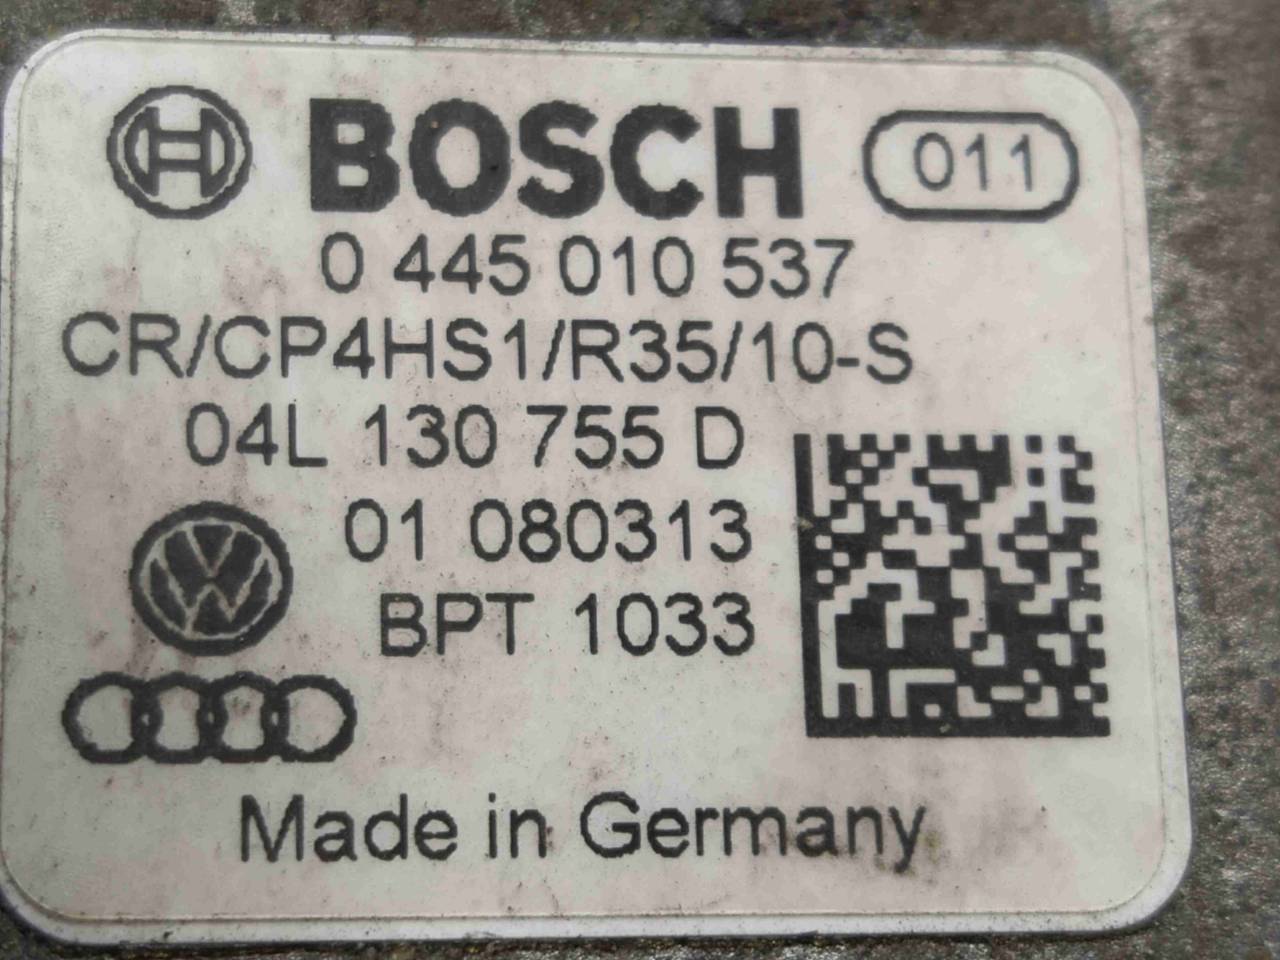 BOSCH 011
0 445 010 537
CR/CP4HS1/R35/10-S
04L 130 755 D
01 080313
BPT 1033
Made in Germany